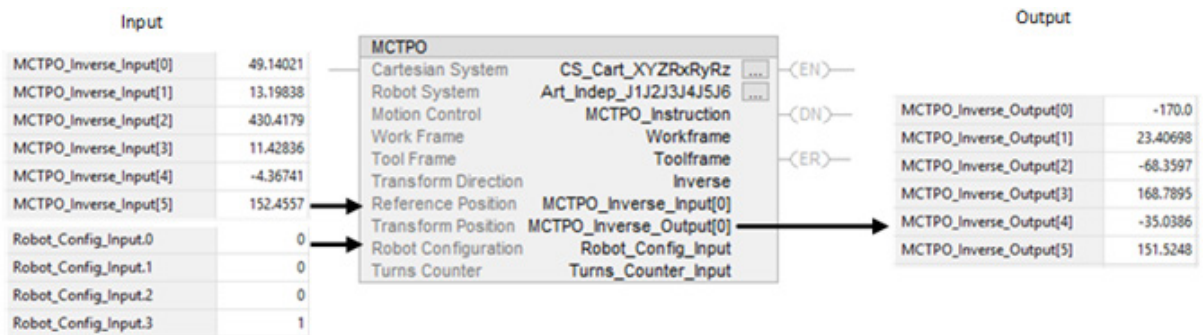 Input
Output
MCTPO_Inverse_Input[0] 49.14021
MCTPO_Inverse_Input[1] 13.19838
MCTPO_Inverse_Input[2] 430.4179
MCTPO_Inverse_Input[3] 11.42836
MCTPO_Inverse_Input[4] -4.36741
MCTPO_Inverse_Input[5] 152.4557
Robot_Config_Input.0 0
Robot_Config_Input.1 0
Robot_Config_Input.2 0
Robot_Config_Input.3 1
MCTPO
Cartesian System CS_Cart_XYZRxRyRz ... (EN)
Robot System Art_Indep_J1J2J3J4J5J6 ...
Motion Control MCTPO_Instruction (DN)
Work Frame Workframe
Tool Frame Toolframe (ER)
Transform Direction Inverse
Reference Position MCTPO_Inverse_Input[0]
Transform Position MCTPO_Inverse_Output[0]
Robot Configuration Robot_Config_Input
Turns Counter Turns_Counter_Input
MCTPO_Inverse_Output[0] -170.0
MCTPO_Inverse_Output[1] 23.40698
MCTPO_Inverse_Output[2] -68.3597
MCTPO_Inverse_Output[3] 168.7895
MCTPO_Inverse_Output[4] -35.0386
MCTPO_Inverse_Output[5] 151.5248